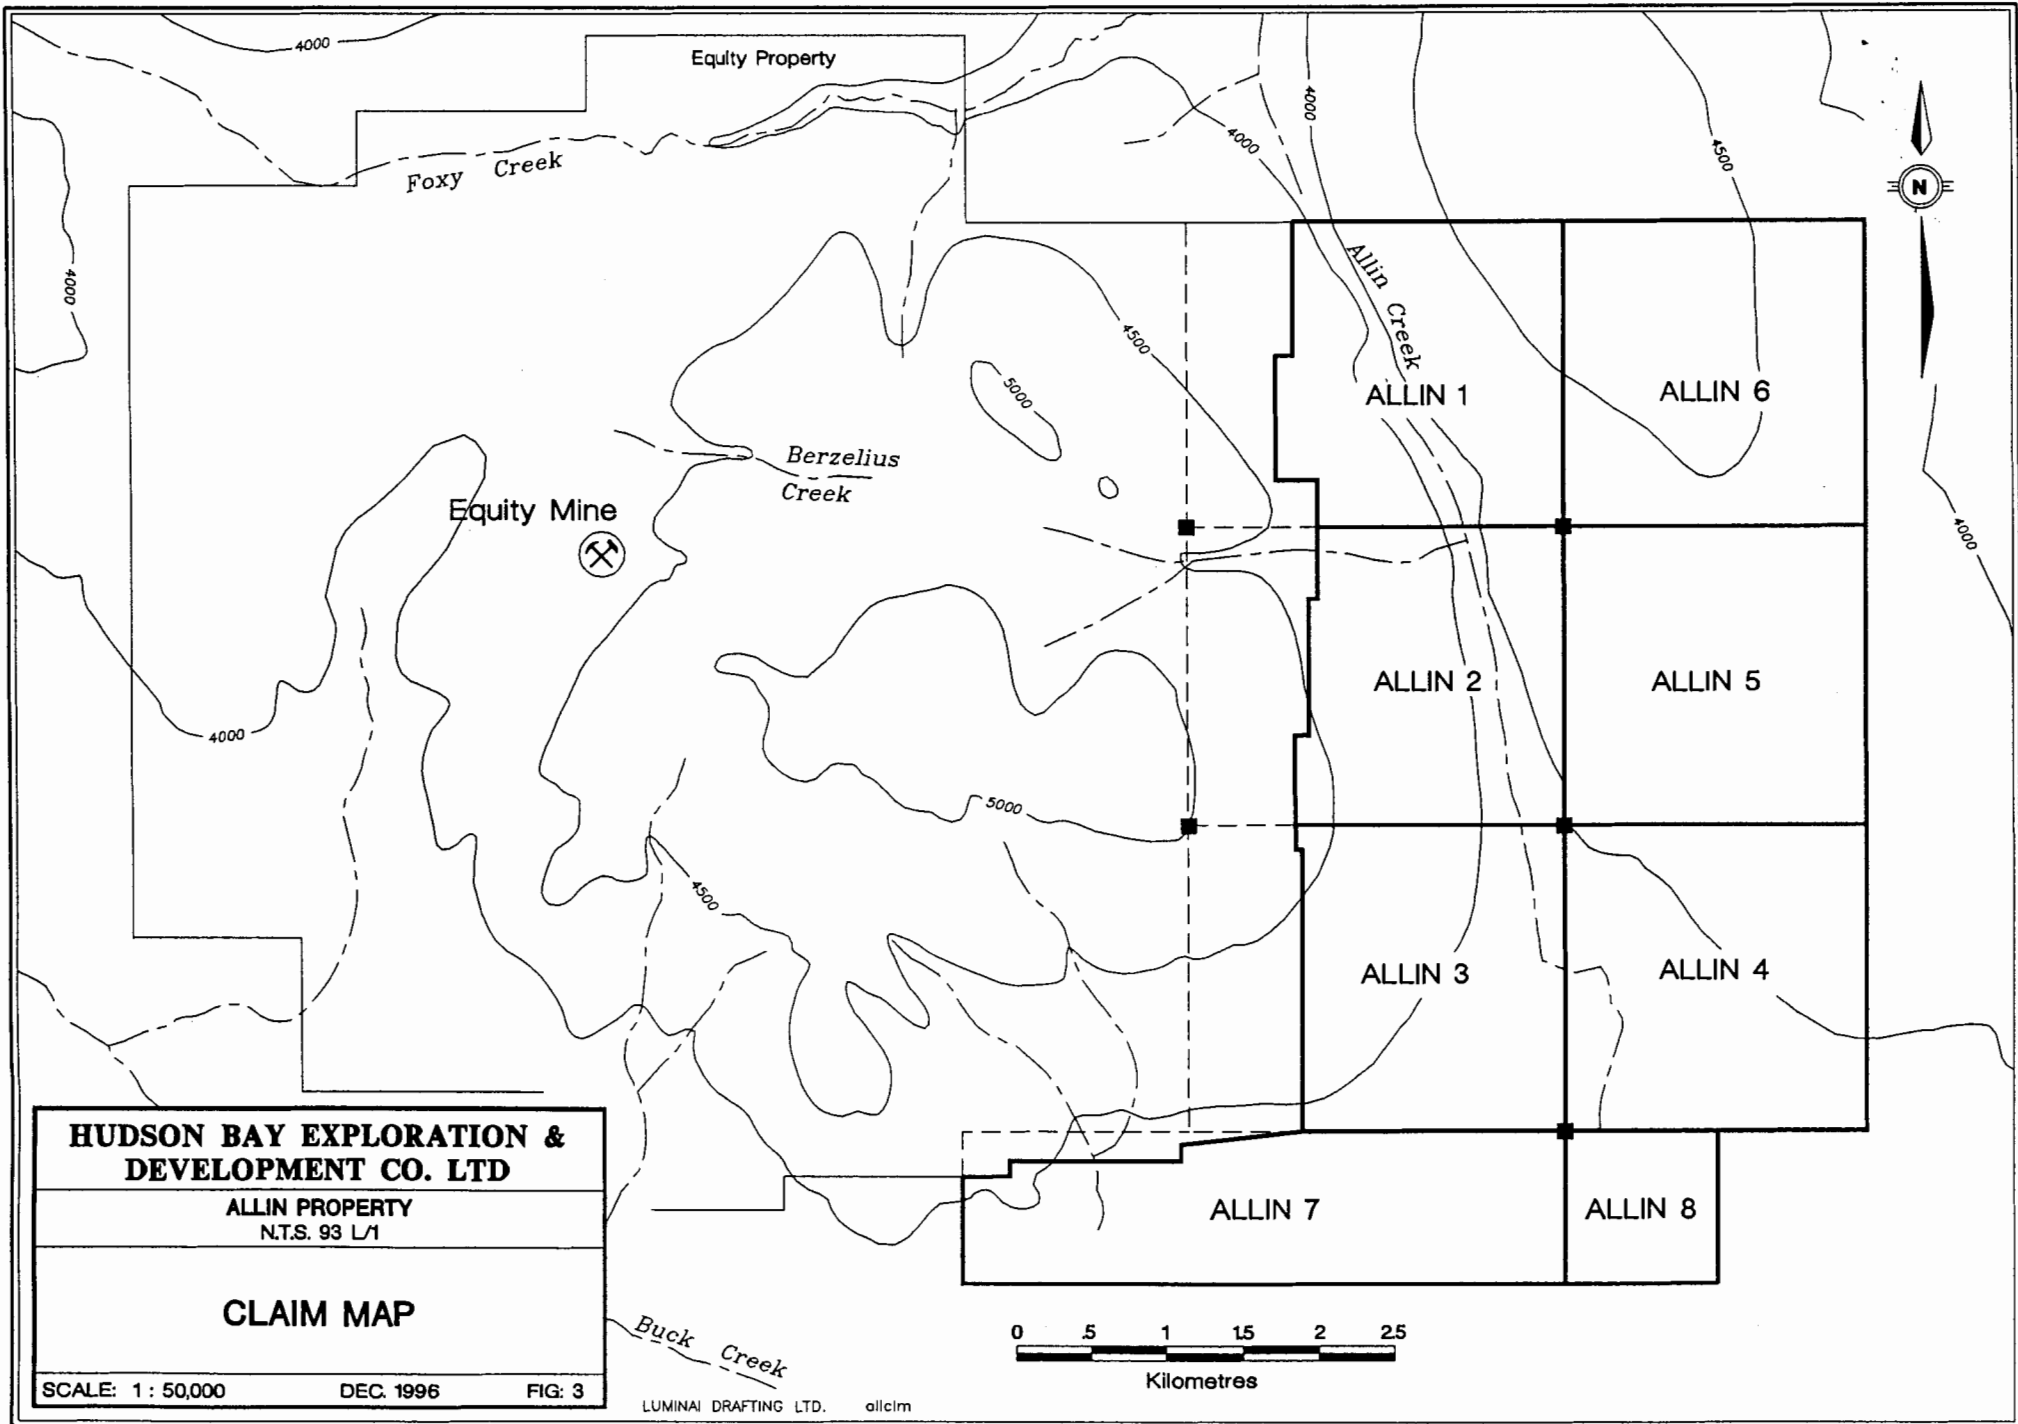 4000
Equity Property
4000
4000
4500
N
Foxy Creek
4000
Allin Creek
4500
5000
ALLIN 1
ALLIN 6
Berzelius
Creek
Equity Mine
4000
ALLIN 2
ALLIN 5
4000
5000
4500
ALLIN 3
ALLIN 4
HUDSON BAY EXPLORATION &
DEVELOPMENT CO. LTD
ALLIN PROPERTY
N.T.S. 93 L/1
CLAIM MAP
SCALE: 1 : 50,000 DEC. 1996 FIG: 3
ALLIN 7
ALLIN 8
Buck Creek
0 .5 1 1.5 2 2.5
Kilometres
LUMINAI DRAFTING LTD. allclm